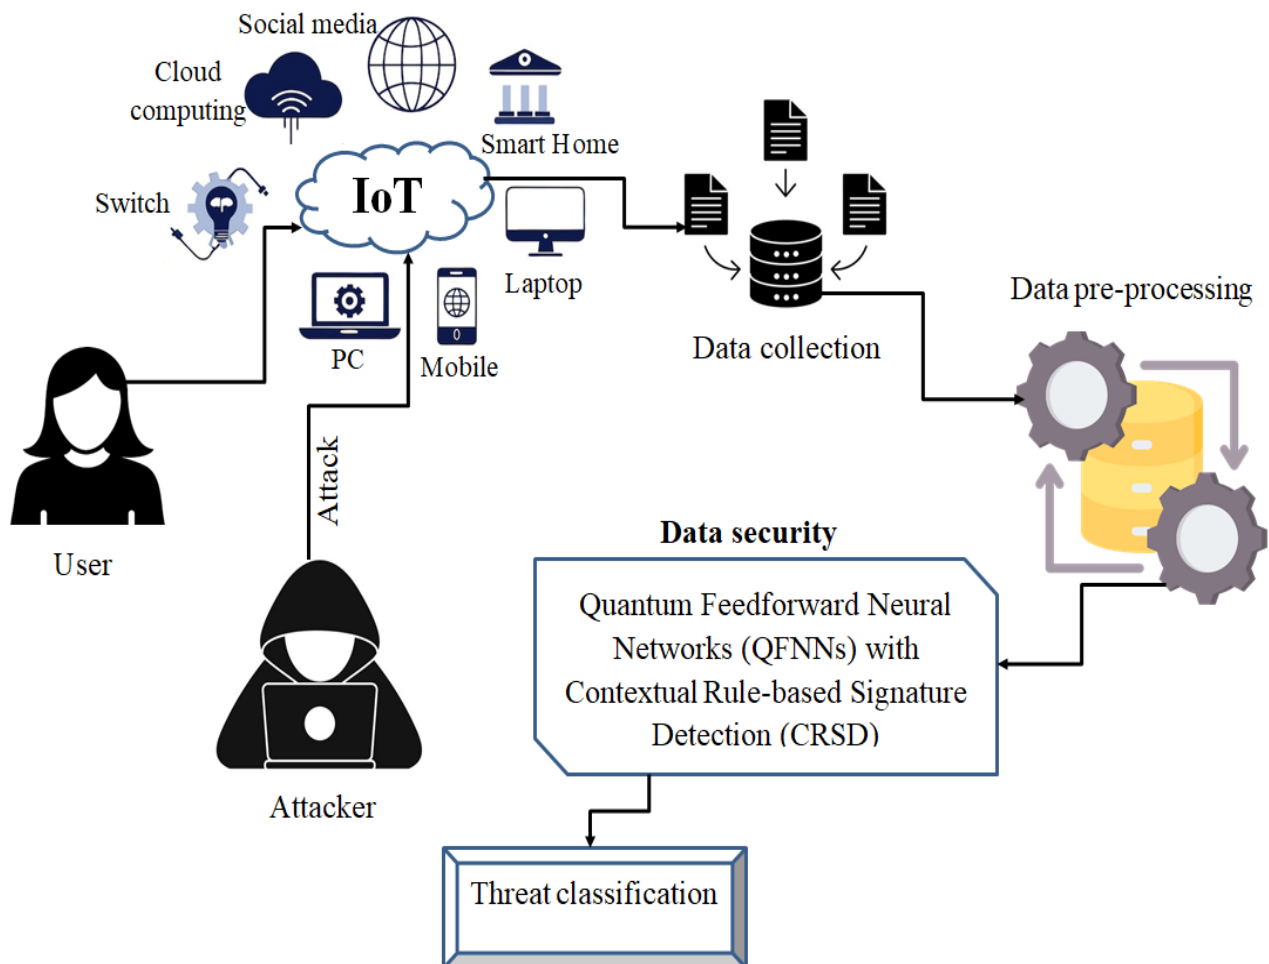 Social media
Cloud
computing
Smart Home
IoT
Switch
Laptop
PC
Mobile
Data collection
Data pre-processing
User
Attack
Attacker
Data security
Quantum Feedforward Neural
Networks (QFNNs) with
Contextual Rule-based Signature
Detection (CRSD)
Threat classification